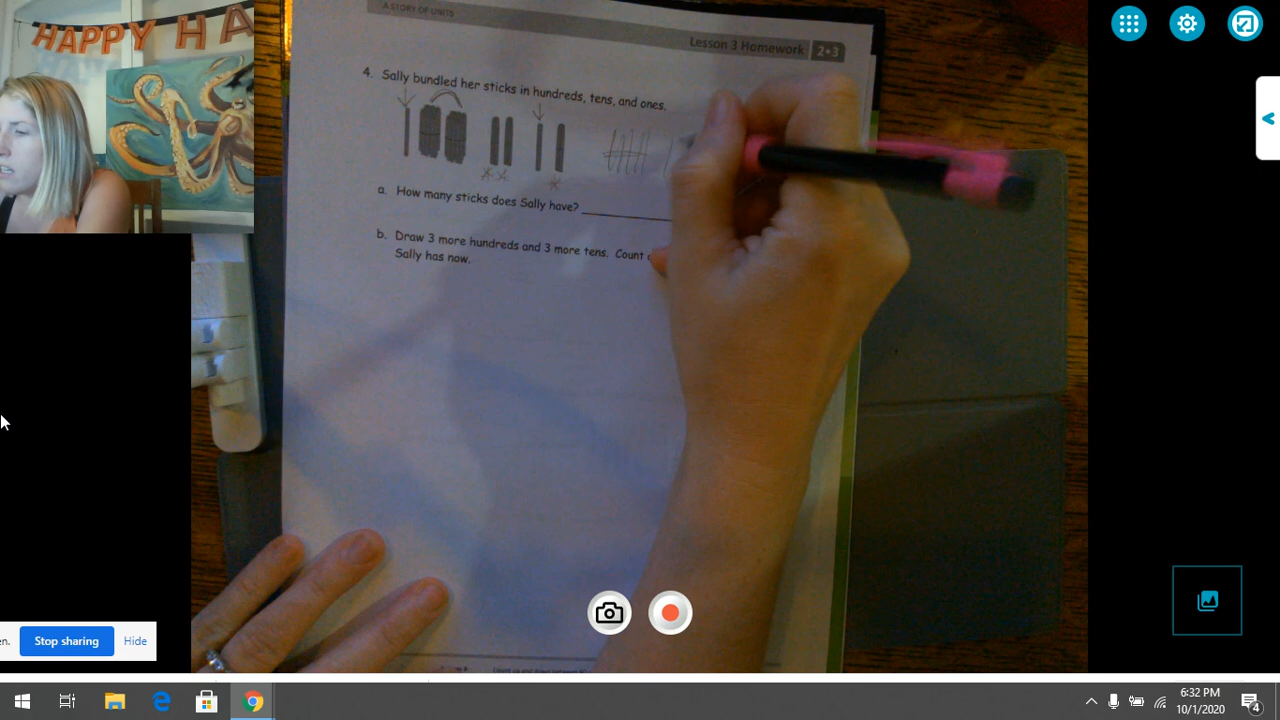 HAPPY HA
A STORY OF UNITS
Lesson 3 Homework 2•3
4. Sally bundled her sticks in hundreds, tens, and ones.
a. How many sticks does Sally have?
b. Draw 3 more hundreds and 3 more tens. Count
Sally has now.
en.
Stop sharing
Hide
6:32 PM
10/1/2020
4